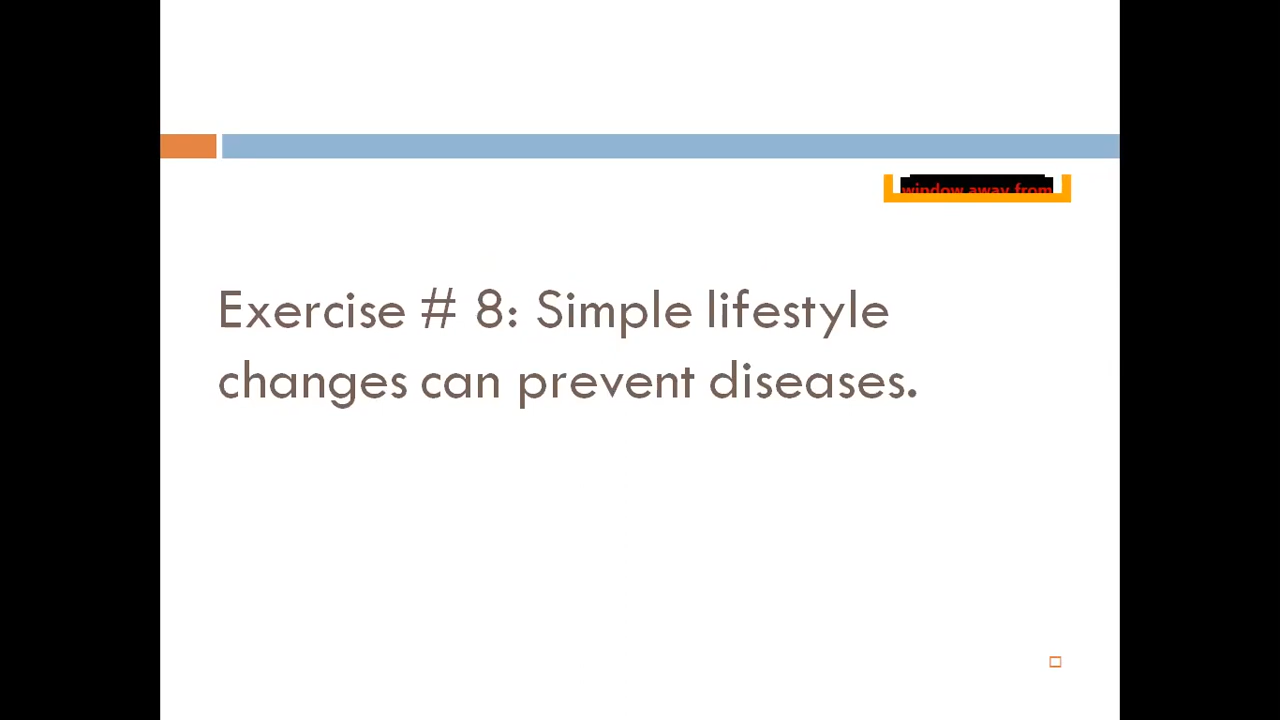 window away from
Exercise # 8: Simple lifestyle
changes can prevent diseases.